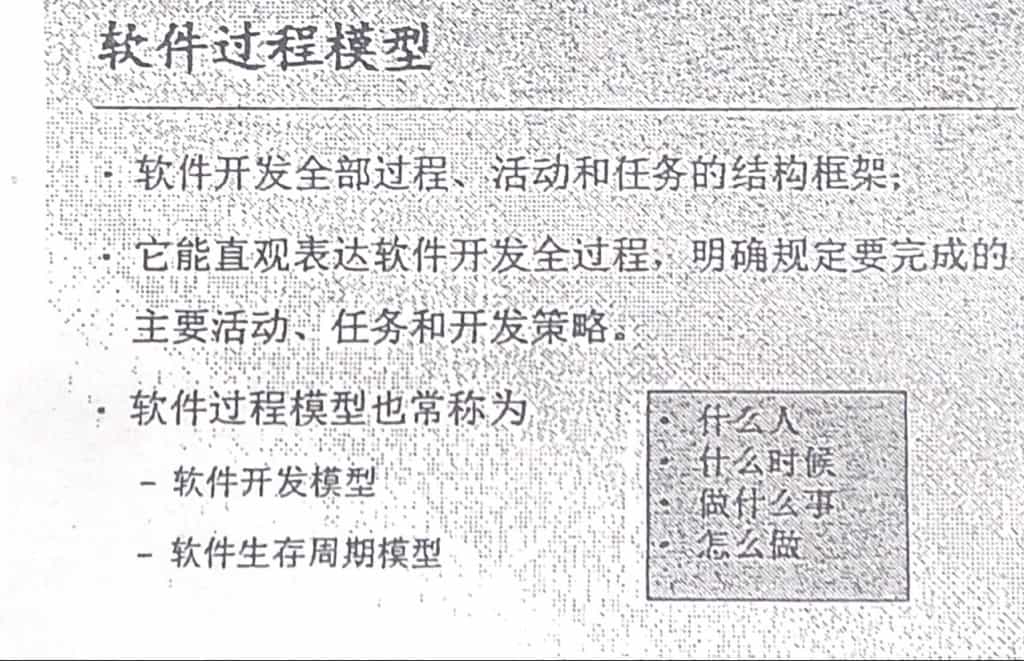 软件过程模型
· 软件开发全部过程、活动和任务的结构框架；
· 它能直观表达软件开发全过程，明确规定要完成的
主要活动、任务和开发策略。
· 软件过程模型也常称为
– 软件开发模型
– 软件生存周期模型
· 什么人
· 什么时候
· 做什么事
· 怎么做